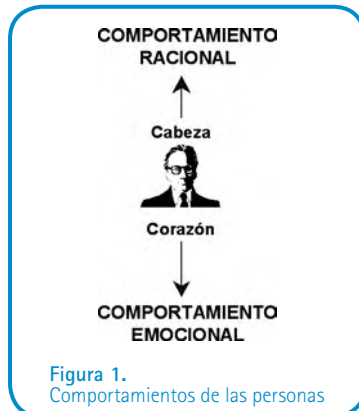 COMPORTAMIENTO
RACIONAL
Cabeza
Corazón
COMPORTAMIENTO
EMOCIONAL
Figura 1.
Comportamientos de las personas